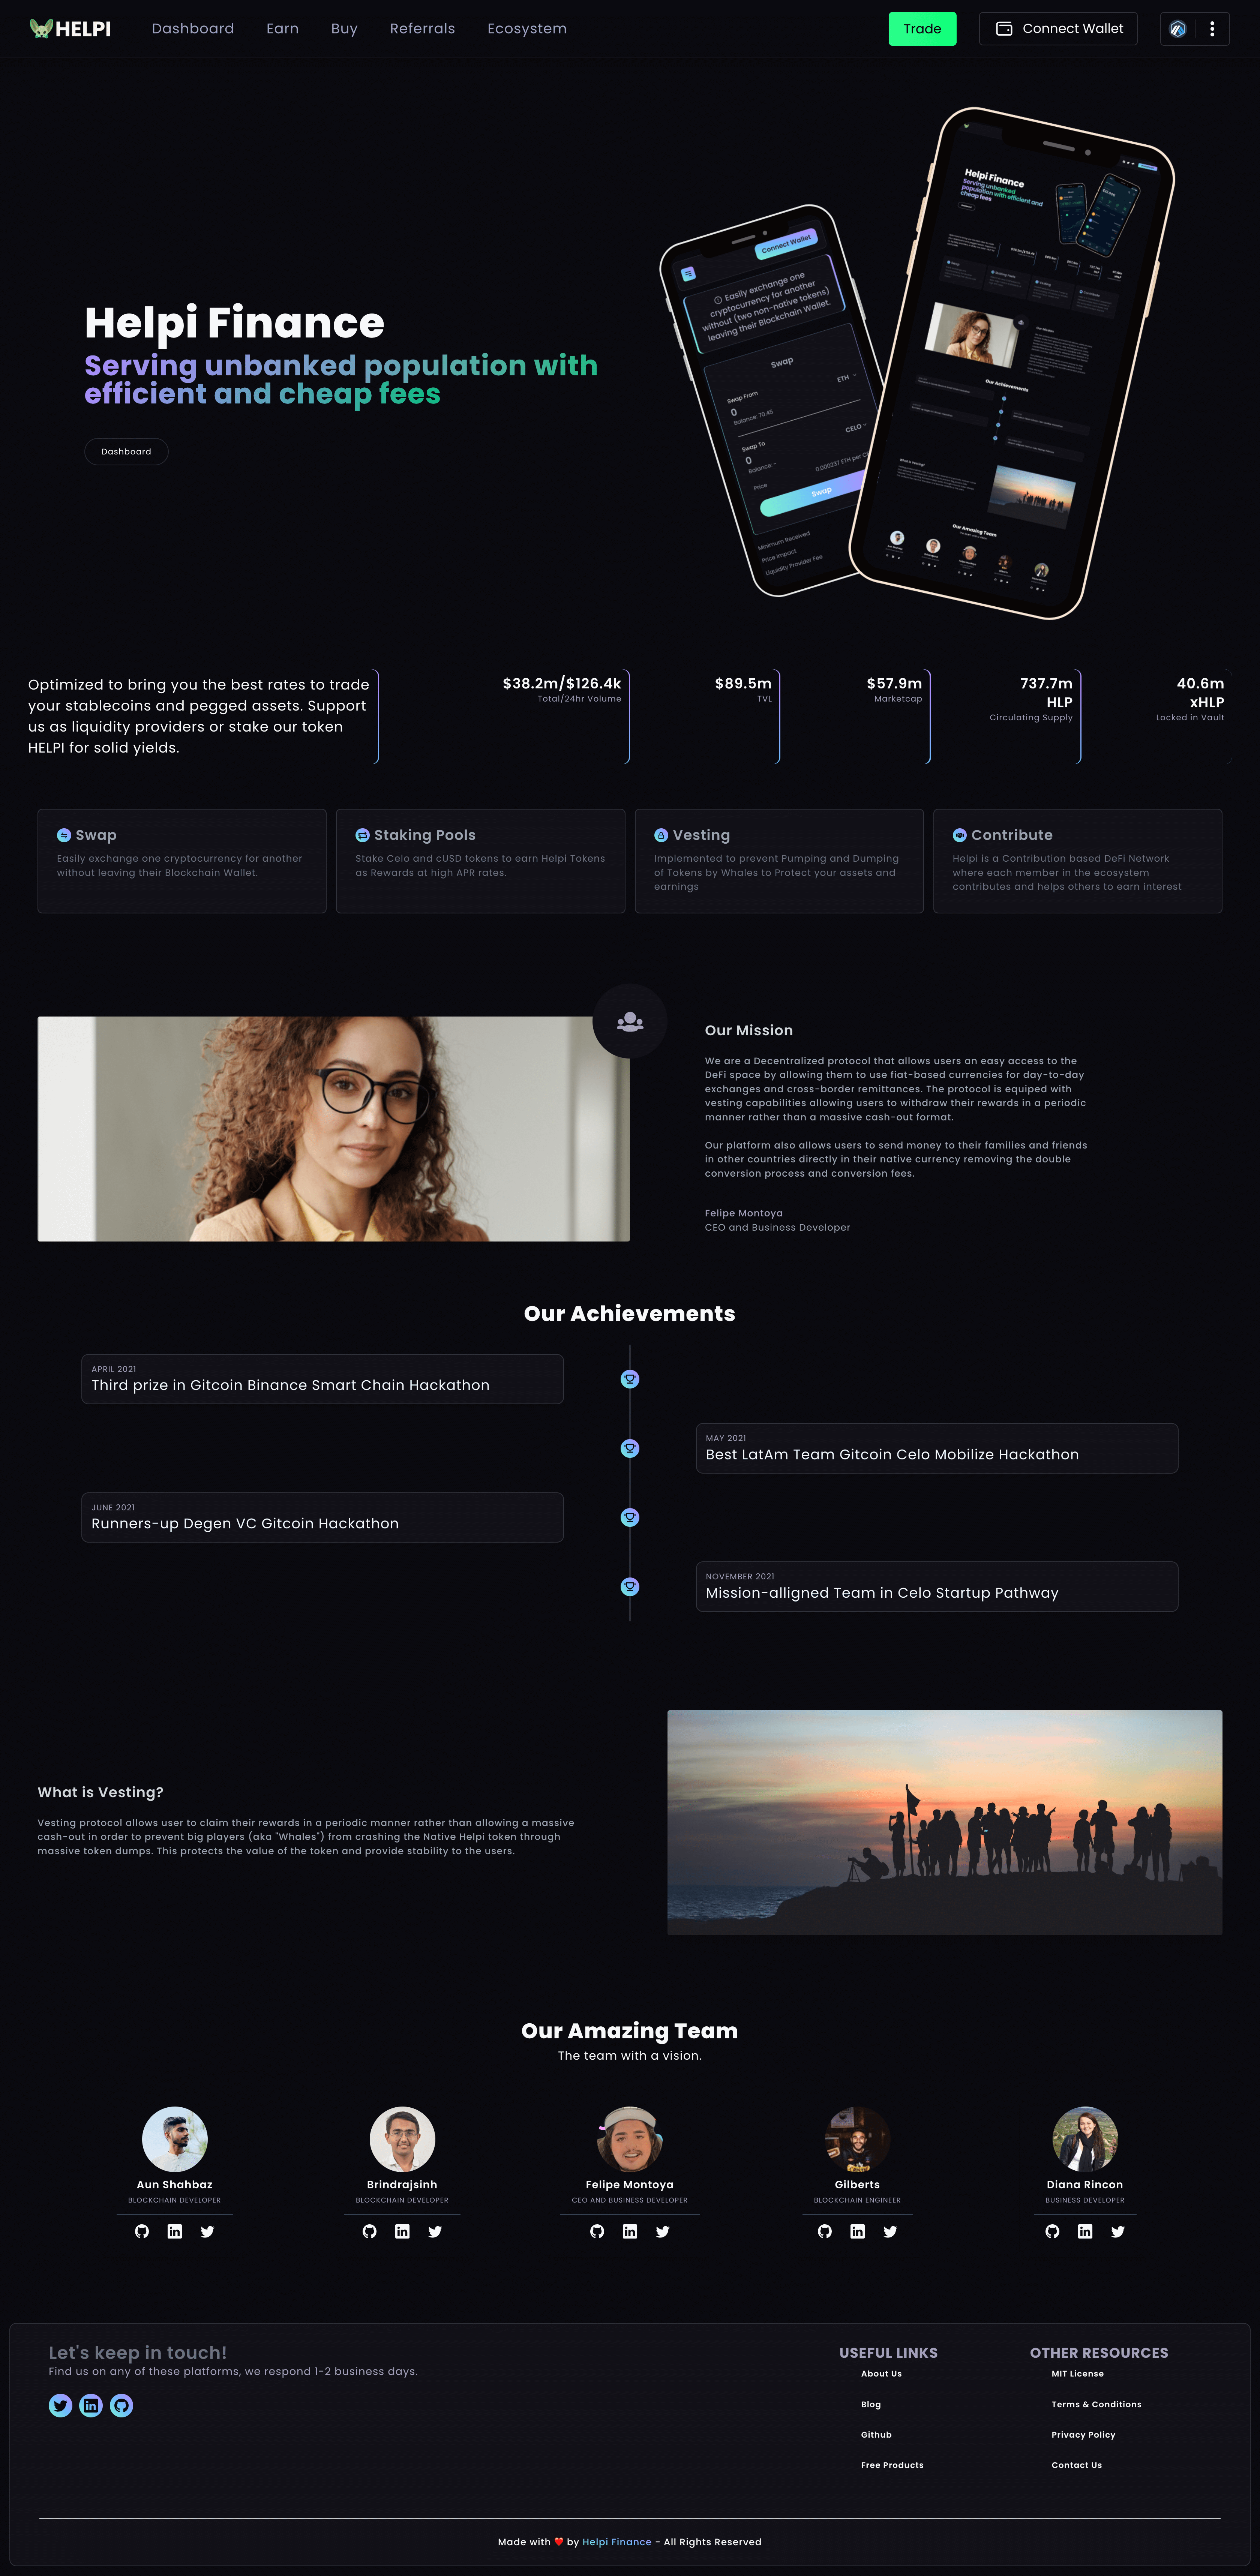 HELPI
Dashboard
Earn
Buy
Referrals
Ecosystem
Trade
Connect Wallet
Helpi Finance
Serving unbanked population with
efficient and cheap fees
Dashboard
Connect Wallet
Easily exchange one
cryptocurrency for another
without (two non-native tokens)
leaving their Blockchain Wallet.
Swap
ETH
Swap From
0
Balance: 70.45
CELO
Swap To
0
Balance: -
Price
0.000237 ETH per
Swap
Minimum Received
Price Impact
Liquidity Provider Fee
Helpi Finance
Serving unbanked
population with efficient and
cheap fees
Our Mission
Our Achievements
What is Vesting?
Our Amazing Team
Optimized to bring you the best rates to trade
your stablecoins and pegged assets. Support
us as liquidity providers or stake our token
HELPI for solid yields.
$38.2m/$126.4k
Total/24hr Volume
$89.5m
TVL
$57.9m
Marketcap
737.7m
HLP
Circulating Supply
40.6m
xHLP
Locked in Vault
Swap
Easily exchange one cryptocurrency for another
without leaving their Blockchain Wallet.
Staking Pools
Stake Celo and cUSD tokens to earn Helpi Tokens
as Rewards at high APR rates.
Vesting
Implemented to prevent Pumping and Dumping
of Tokens by Whales to Protect your assets and
earnings
Contribute
Helpi is a Contribution based DeFi Network
where each member in the ecosystem
contributes and helps others to earn interest
Our Mission
We are a Decentralized protocol that allows users an easy access to the
DeFi space by allowing them to use fiat-based currencies for day-to-day
exchanges and cross-border remittances. The protocol is equiped with
vesting capabilities allowing users to withdraw their rewards in a periodic
manner rather than a massive cash-out format.
Our platform also allows users to send money to their families and friends
in other countries directly in their native currency removing the double
conversion process and conversion fees.
Felipe Montoya
CEO and Business Developer
Our Achievements
APRIL 2021
Third prize in Gitcoin Binance Smart Chain Hackathon
MAY 2021
Best LatAm Team Gitcoin Celo Mobilize Hackathon
JUNE 2021
Runners-up Degen VC Gitcoin Hackathon
NOVEMBER 2021
Mission-alligned Team in Celo Startup Pathway
What is Vesting?
Vesting protocol allows user to claim their rewards in a periodic manner rather than allowing a massive
cash-out in order to prevent big players (aka "Whales") from crashing the Native Helpi token through
massive token dumps. This protects the value of the token and provide stability to the users.
Our Amazing Team
The team with a vision.
Aun Shahbaz
BLOCKCHAIN DEVELOPER
Brindrajsinh
BLOCKCHAIN DEVELOPER
Felipe Montoya
CEO AND BUSINESS DEVELOPER
Gilberts
BLOCKCHAIN ENGINEER
Diana Rincon
BUSINESS DEVELOPER
Let's keep in touch!
Find us on any of these platforms, we respond 1-2 business days.
USEFUL LINKS
About Us
Blog
Github
Free Products
OTHER RESOURCES
MIT License
Terms & Conditions
Privacy Policy
Contact Us
Made with ❤️ by Helpi Finance - All Rights Reserved